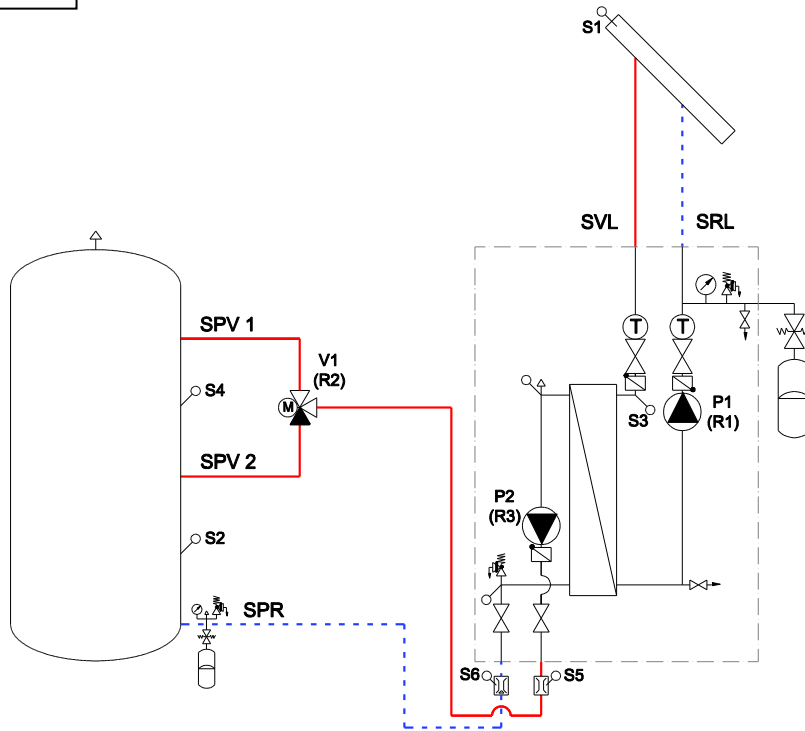 S1
SVL
SRL
SPV 1
V1
(R2)
T
T
S4
M
S3
P1
(R1)
SPV 2
P2
(R3)
S2
SPR
S6
S5